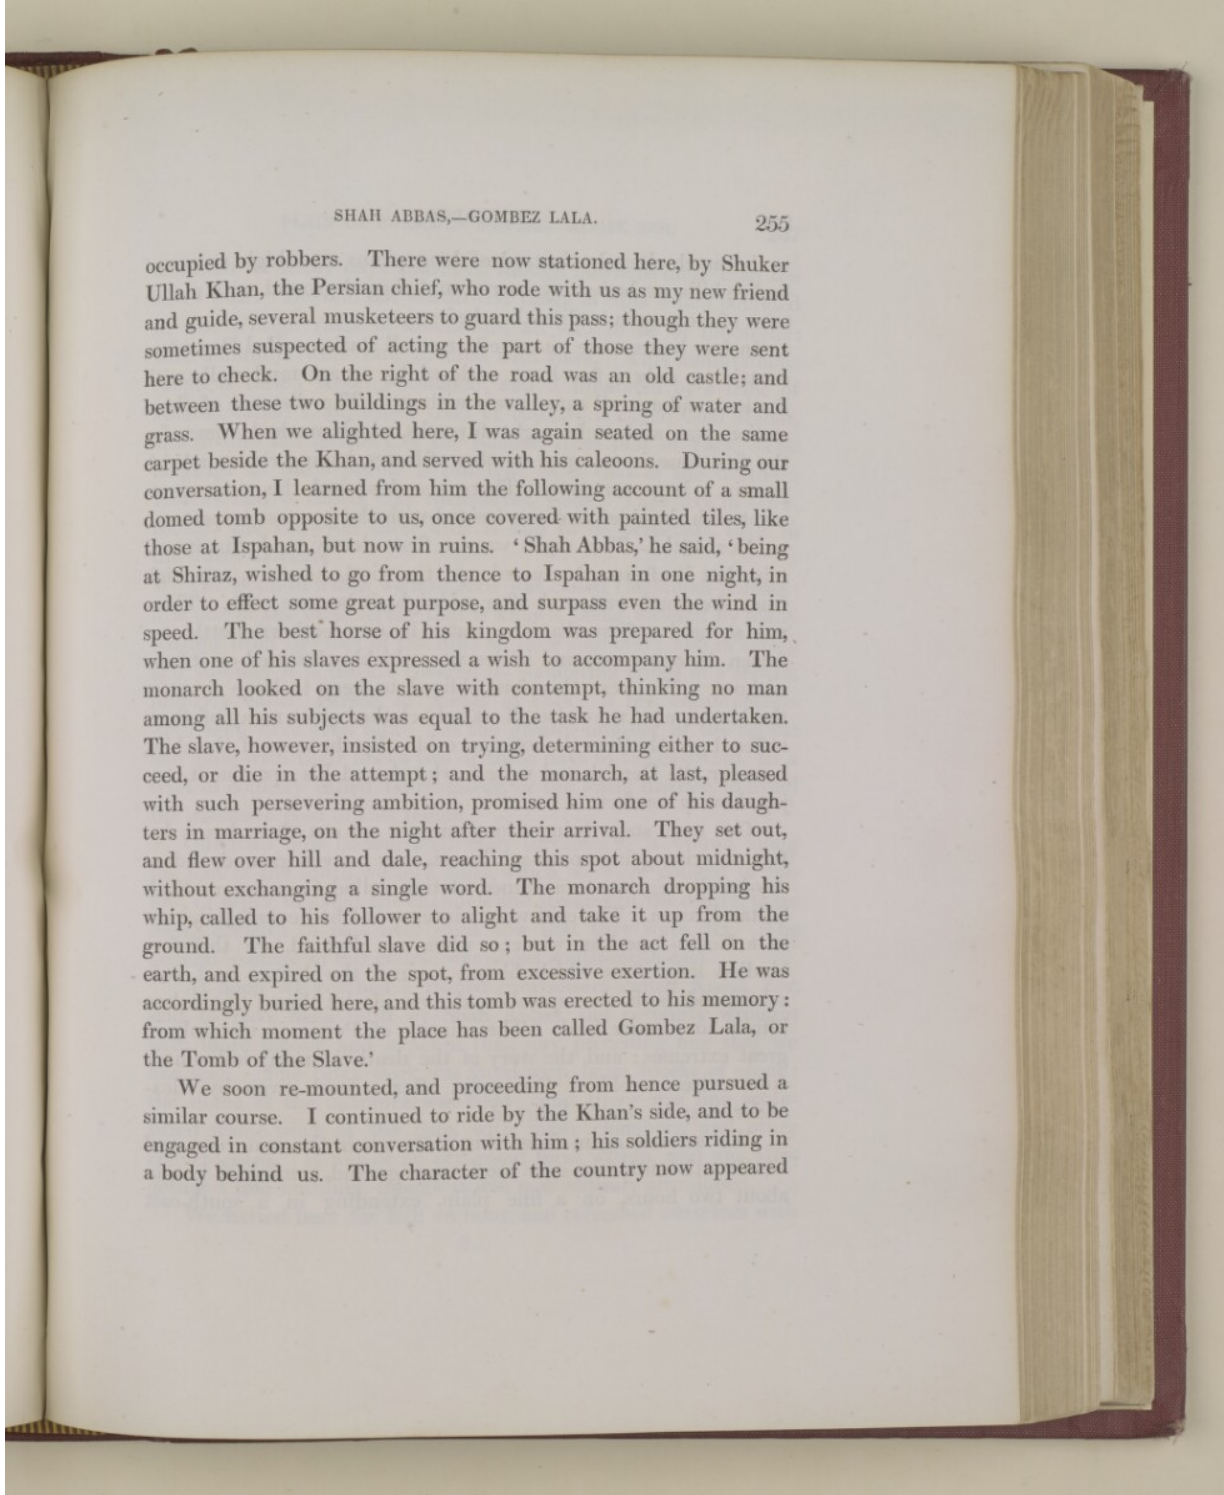 SHAH ABBAS,—GOMBEZ LALA. 255
occupied by robbers. There were now stationed here, by Shuker
Ullah Khan, the Persian chief, who rode with us as my new friend
and guide, several musketeers to guard this pass; though they were
sometimes suspected of acting the part of those they were sent
here to check. On the right of the road was an old castle; and
between these two buildings in the valley, a spring of water and
grass. When we alighted here, I was again seated on the same
carpet beside the Khan, and served with his caleoons. During our
conversation, I learned from him the following account of a small
domed tomb opposite to us, once covered with painted tiles, like
those at Ispahan, but now in ruins. ‘Shah Abbas,’ he said, ‘being
at Shiraz, wished to go from thence to Ispahan in one night, in
order to effect some great purpose, and surpass even the wind in
speed. The best horse of his kingdom was prepared for him,
when one of his slaves expressed a wish to accompany him. The
monarch looked on the slave with contempt, thinking no man
among all his subjects was equal to the task he had undertaken.
The slave, however, insisted on trying, determining either to suc-
ceed, or die in the attempt; and the monarch, at last, pleased
with such persevering ambition, promised him one of his daugh-
ters in marriage, on the night after their arrival. They set out,
and flew over hill and dale, reaching this spot about midnight,
without exchanging a single word. The monarch dropping his
whip, called to his follower to alight and take it up from the
ground. The faithful slave did so; but in the act fell on the
earth, and expired on the spot, from excessive exertion. He was
accordingly buried here, and this tomb was erected to his memory:
from which moment the place has been called Gombez Lala, or
the Tomb of the Slave.’
We soon re-mounted, and proceeding from hence pursued a
similar course. I continued to ride by the Khan’s side, and to be
engaged in constant conversation with him; his soldiers riding in
a body behind us. The character of the country now appeared